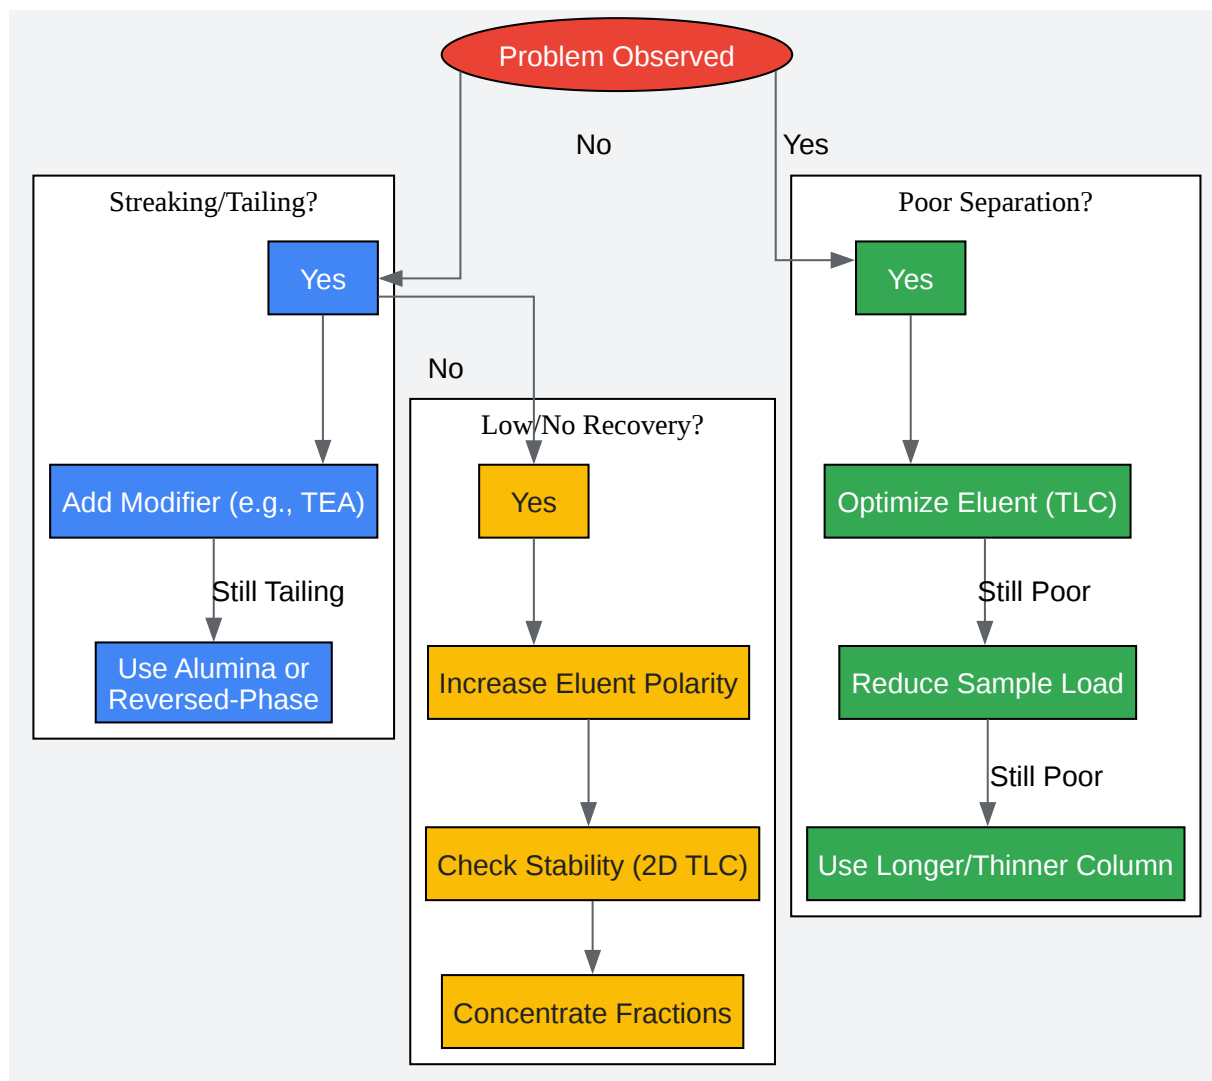 Problem Observed
No
Yes
Streaking/Tailing?
Yes
Add Modifier (e.g., TEA)
Still Tailing
Use Alumina or
Reversed-Phase
No
Low/No Recovery?
Yes
Increase Eluent Polarity
Check Stability (2D TLC)
Concentrate Fractions
Poor Separation?
Yes
Optimize Eluent (TLC)
Still Poor
Reduce Sample Load
Still Poor
Use Longer/Thinner Column